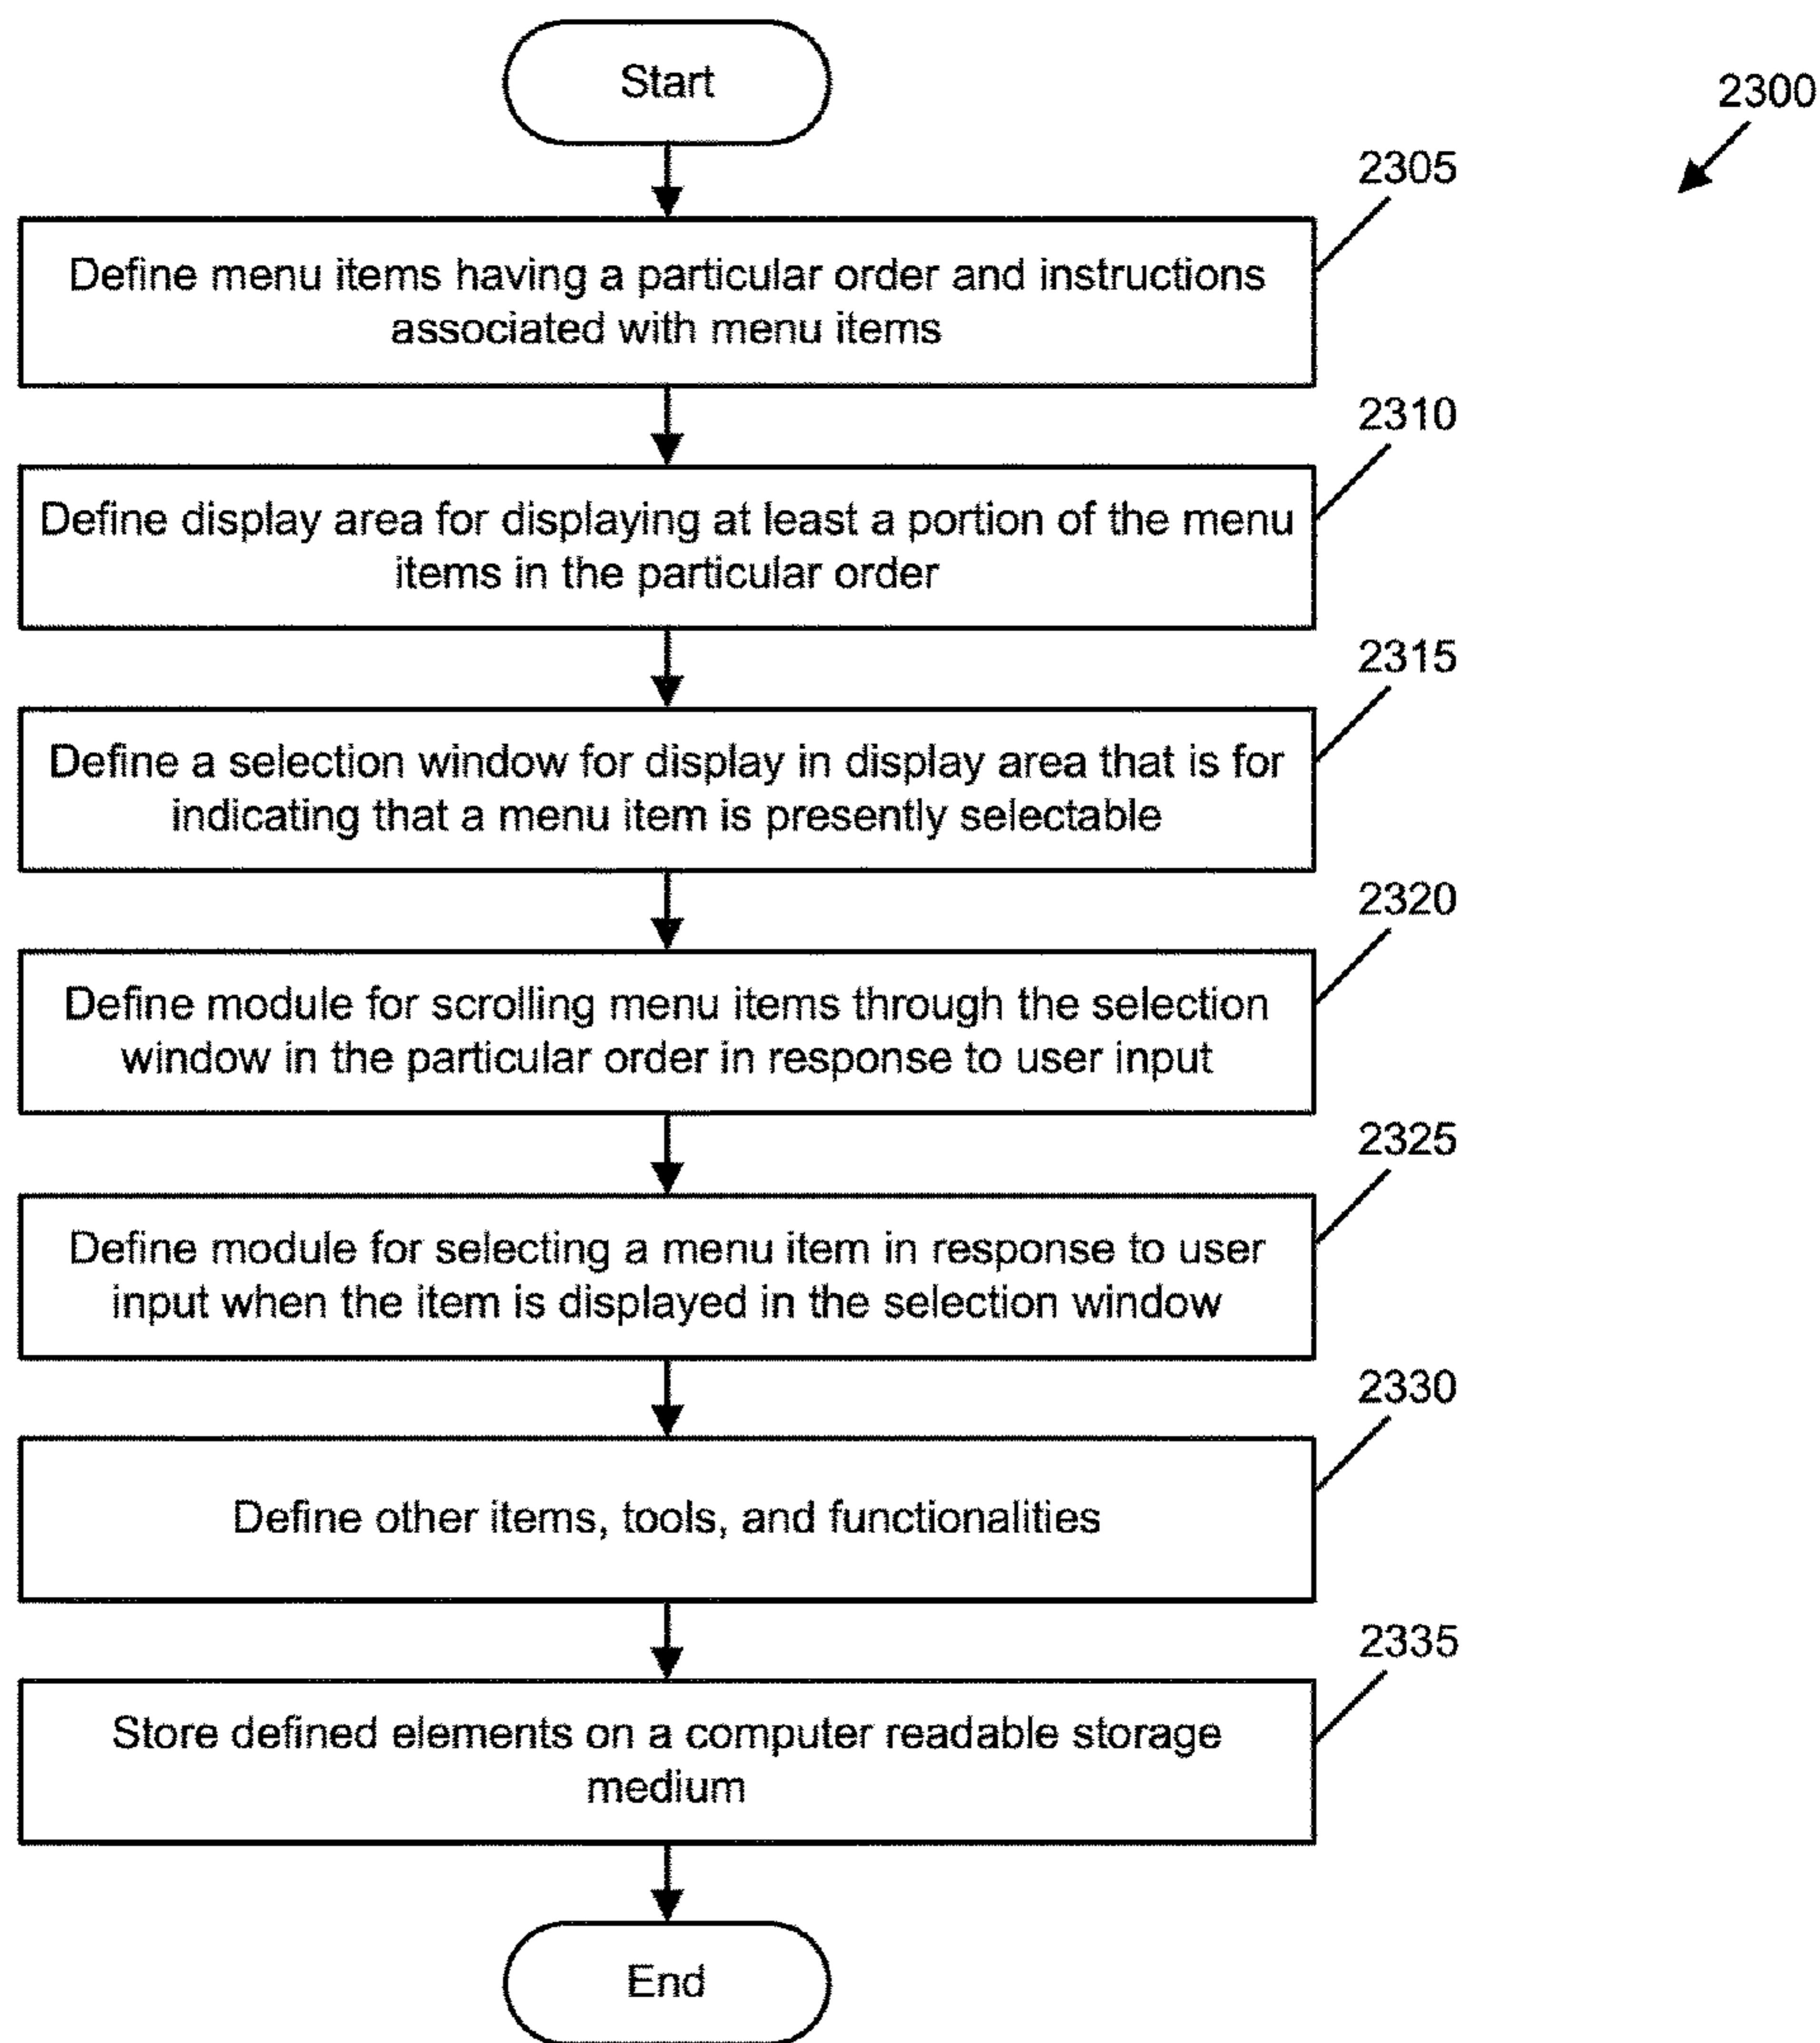 Start
2300
2305
Define menu items having a particular order and instructions
associated with menu items
2310
Define display area for displaying at least a portion of the menu
items in the particular order
2315
Define a selection window for display in display area that is for
indicating that a menu item is presently selectable
2320
Define module for scrolling menu items through the selection
window in the particular order in response to user input
2325
Define module for selecting a menu item in response to user
input when the item is displayed in the selection window
2330
Define other items, tools, and functionalities
2335
Store defined elements on a computer readable storage
medium
End